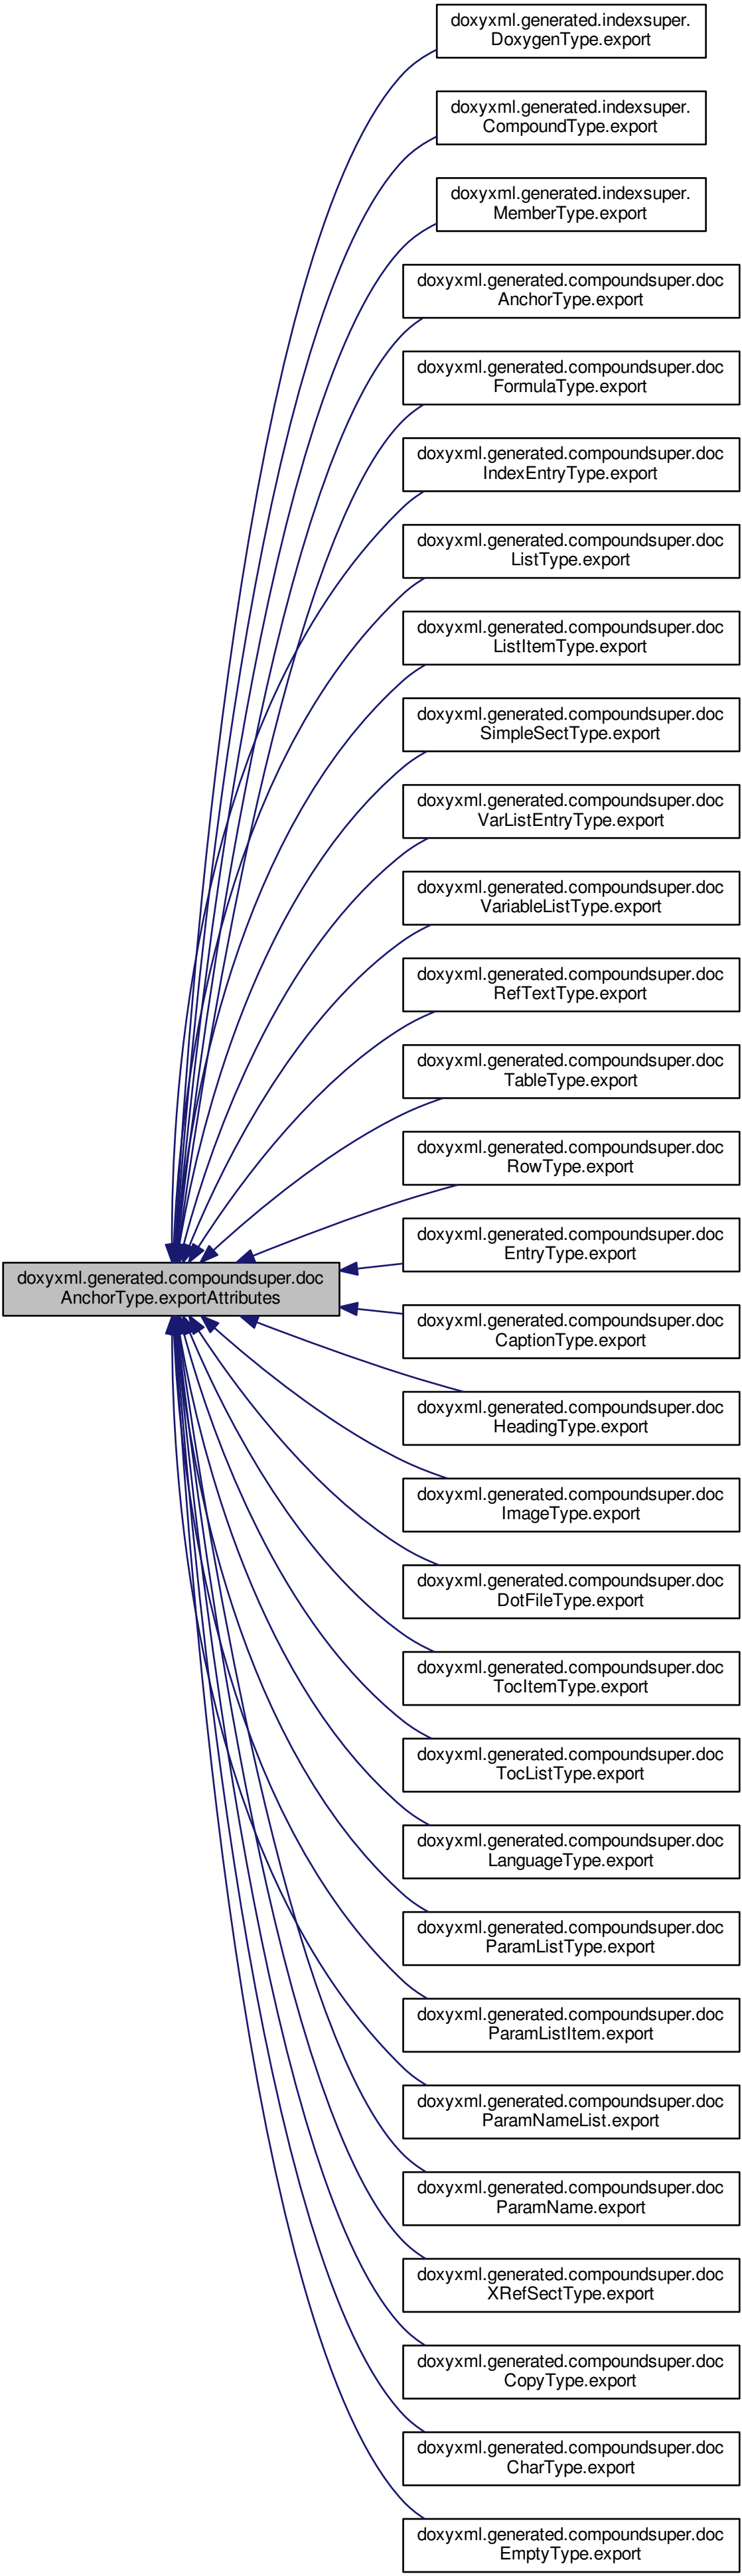 doxyxml.generated.indexsuper.
DoxygenType.export
doxyxml.generated.indexsuper.
CompoundType.export
doxyxml.generated.indexsuper.
MemberType.export
doxyxml.generated.compoundsuper.doc
AnchorType.export
doxyxml.generated.compoundsuper.doc
FormulaType.export
doxyxml.generated.compoundsuper.doc
IndexEntryType.export
doxyxml.generated.compoundsuper.doc
ListType.export
doxyxml.generated.compoundsuper.doc
ListItemType.export
doxyxml.generated.compoundsuper.doc
SimpleSectType.export
doxyxml.generated.compoundsuper.doc
VarListEntryType.export
doxyxml.generated.compoundsuper.doc
VariableListType.export
doxyxml.generated.compoundsuper.doc
RefTextType.export
doxyxml.generated.compoundsuper.doc
TableType.export
doxyxml.generated.compoundsuper.doc
RowType.export
doxyxml.generated.compoundsuper.doc
EntryType.export
doxyxml.generated.compoundsuper.doc
AnchorType.exportAttributes
doxyxml.generated.compoundsuper.doc
CaptionType.export
doxyxml.generated.compoundsuper.doc
HeadingType.export
doxyxml.generated.compoundsuper.doc
ImageType.export
doxyxml.generated.compoundsuper.doc
DotFileType.export
doxyxml.generated.compoundsuper.doc
TocItemType.export
doxyxml.generated.compoundsuper.doc
TocListType.export
doxyxml.generated.compoundsuper.doc
LanguageType.export
doxyxml.generated.compoundsuper.doc
ParamListType.export
doxyxml.generated.compoundsuper.doc
ParamListItem.export
doxyxml.generated.compoundsuper.doc
ParamNameList.export
doxyxml.generated.compoundsuper.doc
ParamName.export
doxyxml.generated.compoundsuper.doc
XRefSectType.export
doxyxml.generated.compoundsuper.doc
CopyType.export
doxyxml.generated.compoundsuper.doc
CharType.export
doxyxml.generated.compoundsuper.doc
EmptyType.export